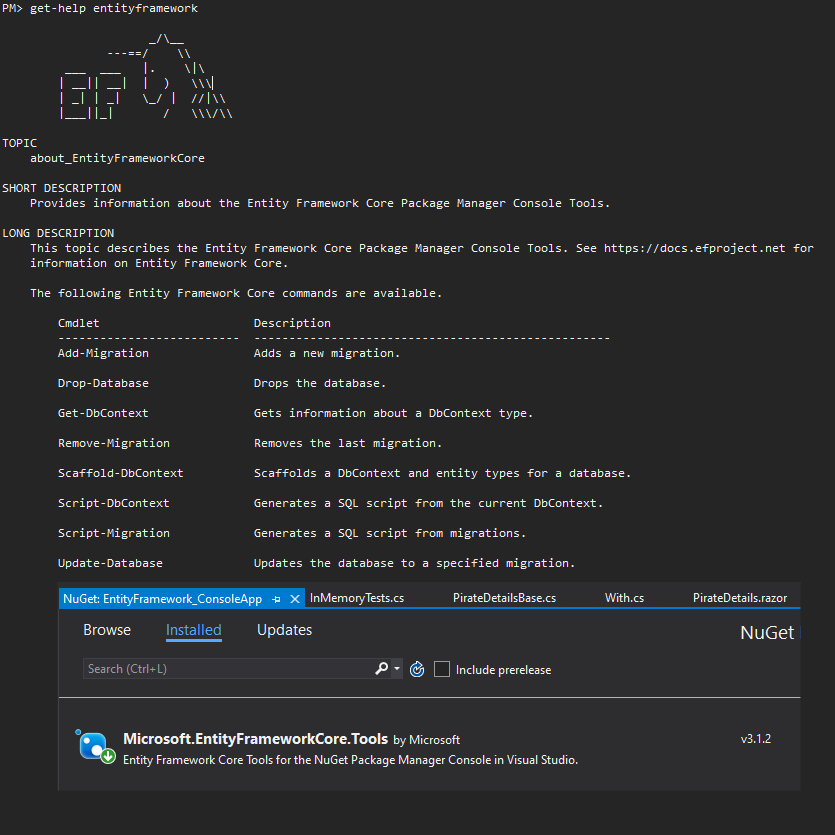 PM> get-help entityframework
                     _/\__
               ---==/    \\
         ___  ___   |.    \|\
        | __|| __|  |  )   \\\
        | _| | _|   \_/ |  //|\\
        |___||_|       /   \\\/\\
TOPIC
about_EntityFrameworkCore
SHORT DESCRIPTION
Provides information about the Entity Framework Core Package Manager Console Tools.
LONG DESCRIPTION
This topic describes the Entity Framework Core Package Manager Console Tools. See https://docs.efproject.net for
information on Entity Framework Core.
The following Entity Framework Core commands are available.
Cmdlet Description
-------------------------- ---------------------------------------------------
Add-Migration Adds a new migration.
Drop-Database Drops the database.
Get-DbContext Gets information about a DbContext type.
Remove-Migration Removes the last migration.
Scaffold-DbContext Scaffolds a DbContext and entity types for a database.
Script-DbContext Generates a SQL script from the current DbContext.
Script-Migration Generates a SQL script from migrations.
Update-Database Updates the database to a specified migration.
NuGet: EntityFramework_ConsoleApp InMemoryTests.cs PirateDetailsBase.cs With.cs PirateDetails.razor
Browse Installed Updates NuGet
Search (Ctrl+L) Include prerelease
Microsoft.EntityFrameworkCore.Tools by Microsoft v3.1.2
Entity Framework Core Tools for the NuGet Package Manager Console in Visual Studio.